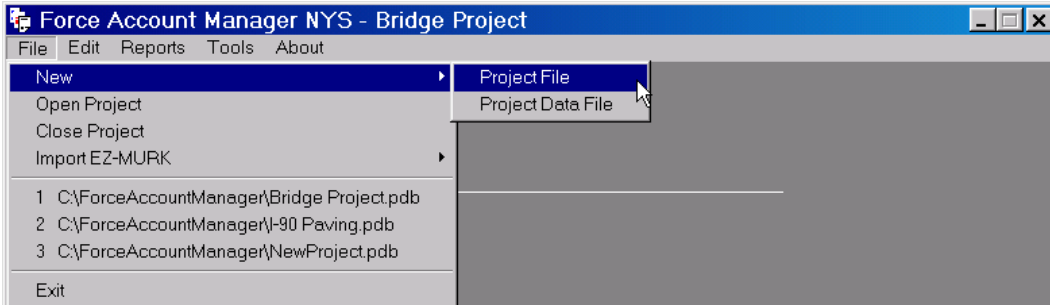 Force Account Manager NYS - Bridge Project
File Edit Reports Tools About
New Project File
Open Project Project Data File
Close Project
Import EZ-MURK
1 C:\ForceAccountManager\Bridge Project.pdb
2 C:\ForceAccountManager\I-90 Paving.pdb
3 C:\ForceAccountManager\NewProject.pdb
Exit